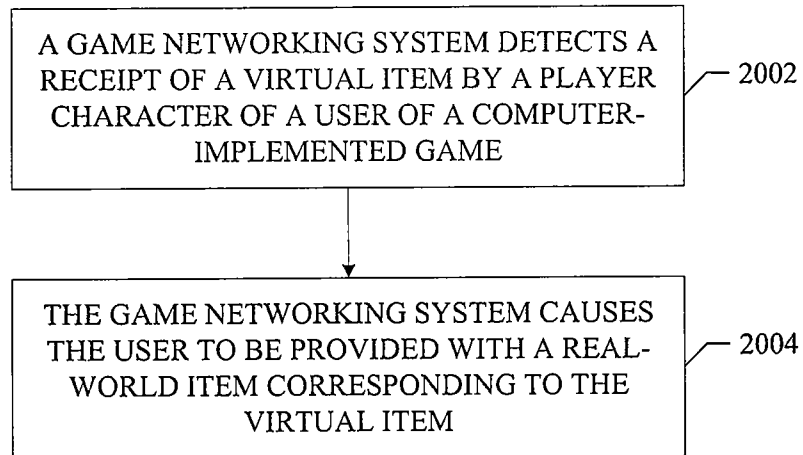 A GAME NETWORKING SYSTEM DETECTS A
RECEIPT OF A VIRTUAL ITEM BY A PLAYER
CHARACTER OF A USER OF A COMPUTER-
IMPLEMENTED GAME
2002
THE GAME NETWORKING SYSTEM CAUSES
THE USER TO BE PROVIDED WITH A REAL-
WORLD ITEM CORRESPONDING TO THE
VIRTUAL ITEM
2004